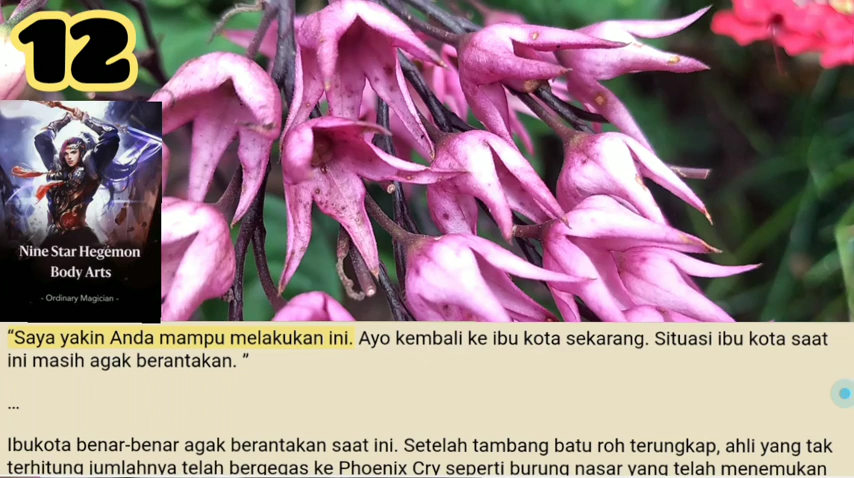 12
Nine Star Hegemon
Body Arts
- Ordinary Magician -
“Saya yakin Anda mampu melakukan ini. Ayo kembali ke ibu kota sekarang. Situasi ibu kota saat
ini masih agak berantakan. ”
...
Ibukota benar-benar agak berantakan saat ini. Setelah tambang batu roh terungkap, ahli yang tak
terhitung jumlahnya telah bergegas ke Phoenix Cry seperti burung nasar yang telah menemukan